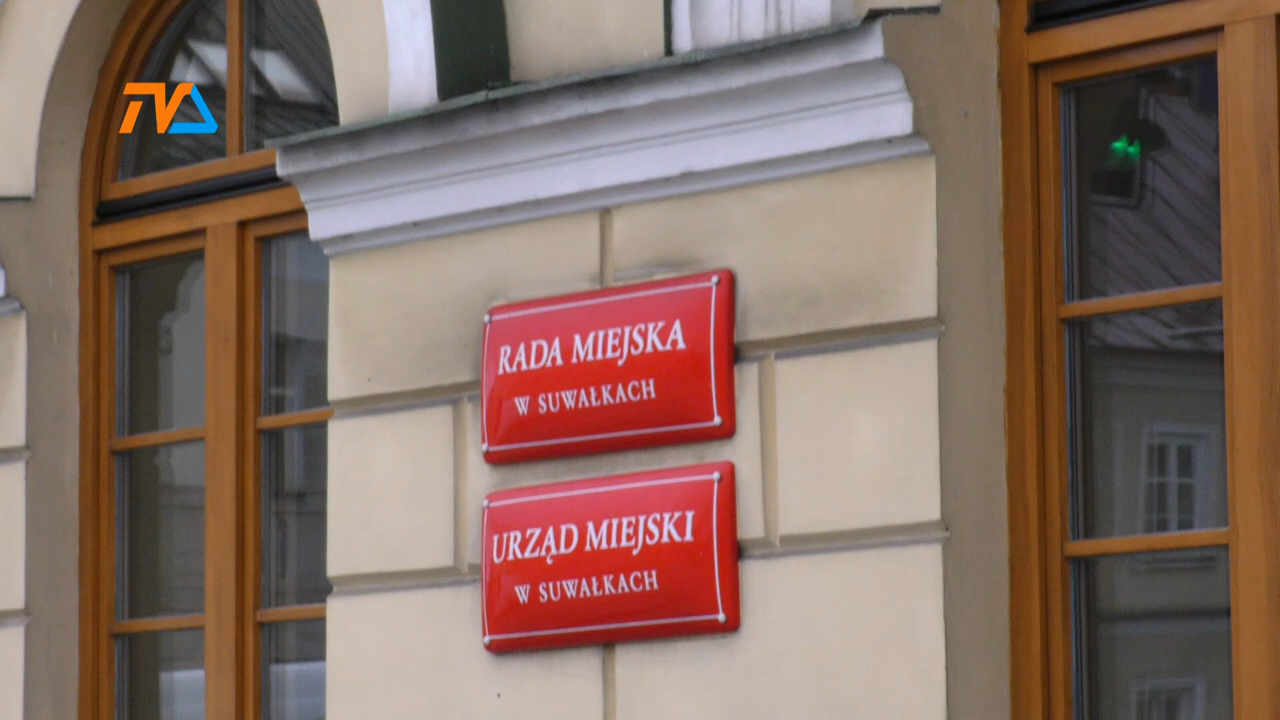 TVS
RADA MIEJSKA
W SUWAŁKACH
URZĄD MIEJSKI
W SUWAŁKACH